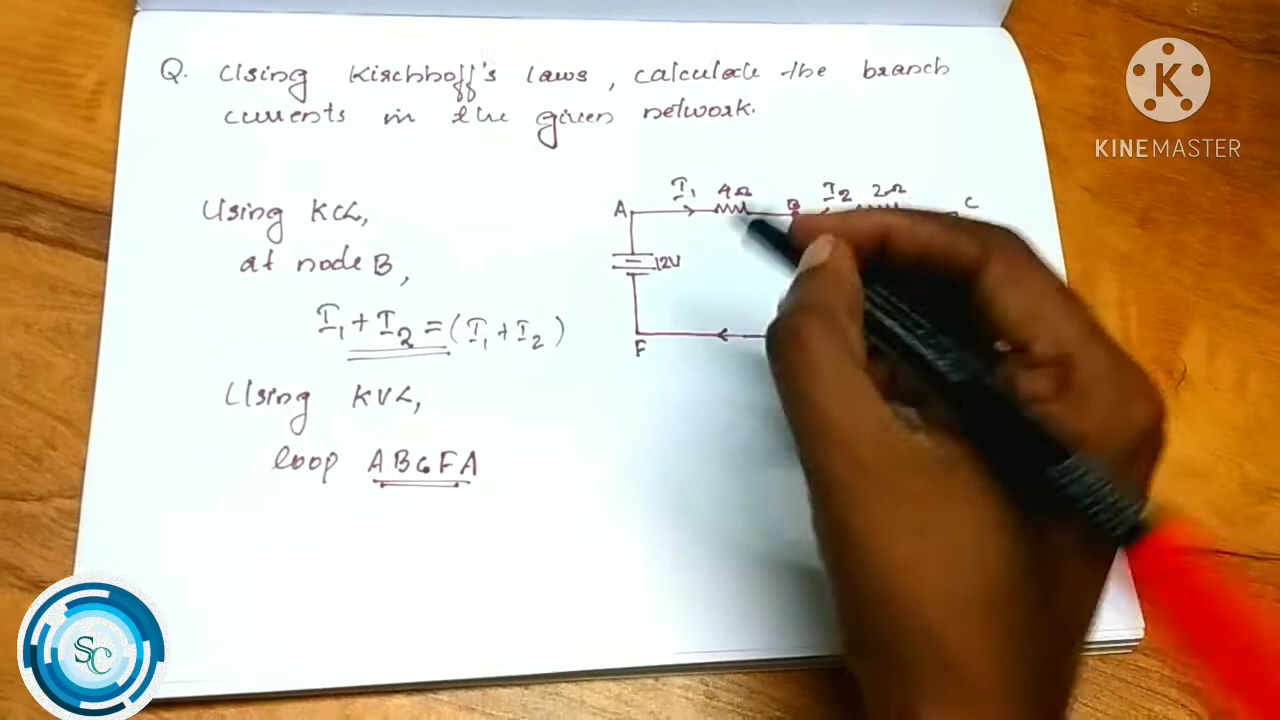 Q. Using Kirchhoff's laws, calculate the branch
currents in the given network.
Using KCL,
at node B,
I₁ + I₂ = (I₁ + I₂)
Using KVL,
loop ABGFA
I₁ 4Ω B I₂ 2Ω C
A
12V
F
K
KINEMASTER
SC